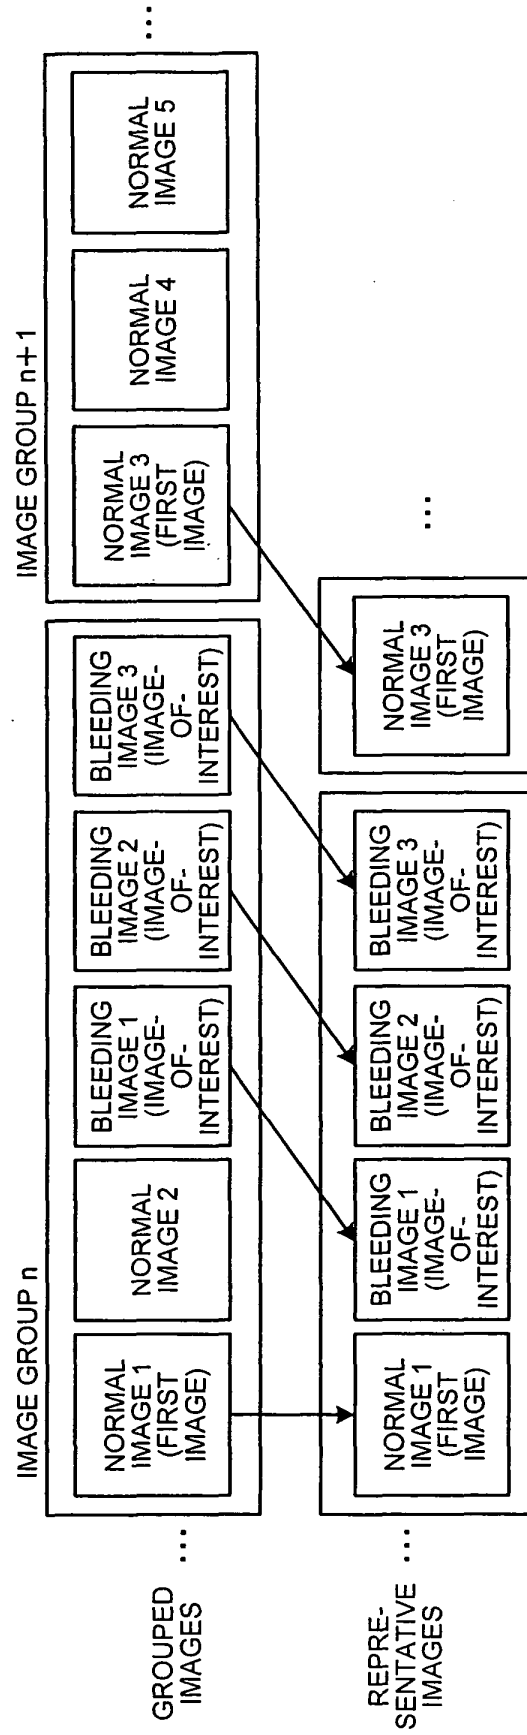 IMAGE GROUP n
IMAGE GROUP n+1
GROUPED
IMAGES
...
NORMAL
IMAGE 1
(FIRST
IMAGE)
NORMAL
IMAGE 2
BLEEDING
IMAGE 1
(IMAGE-
OF-
INTEREST)
BLEEDING
IMAGE 2
(IMAGE-
OF-
INTEREST)
BLEEDING
IMAGE 3
(IMAGE-
OF-
INTEREST)
NORMAL
IMAGE 3
(FIRST
IMAGE)
NORMAL
IMAGE 4
NORMAL
IMAGE 5
...
REPRE-
SENTATIVE
IMAGES
...
NORMAL
IMAGE 1
(FIRST
IMAGE)
BLEEDING
IMAGE 1
(IMAGE-
OF-
INTEREST)
BLEEDING
IMAGE 2
(IMAGE-
OF-
INTEREST)
BLEEDING
IMAGE 3
(IMAGE-
OF-
INTEREST)
NORMAL
IMAGE 3
(FIRST
IMAGE)
...